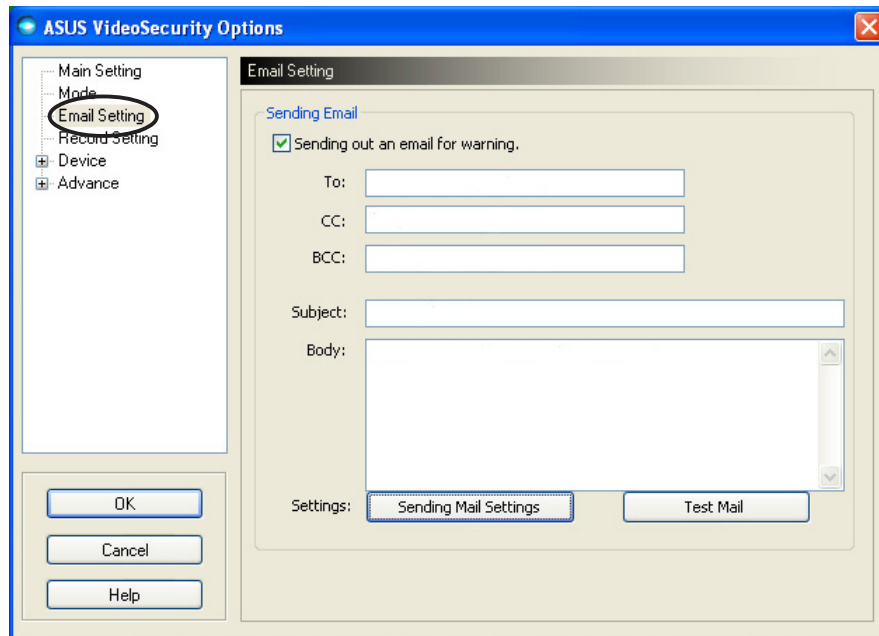 ASUS VideoSecurity Options
Main Setting
Mode
Email Setting
Record Setting
Device
Advance
OK
Cancel
Help
Email Setting
Sending Email
Sending out an email for warning.
To:
CC:
BCC:
Subject:
Body:
Settings: Sending Mail Settings Test Mail